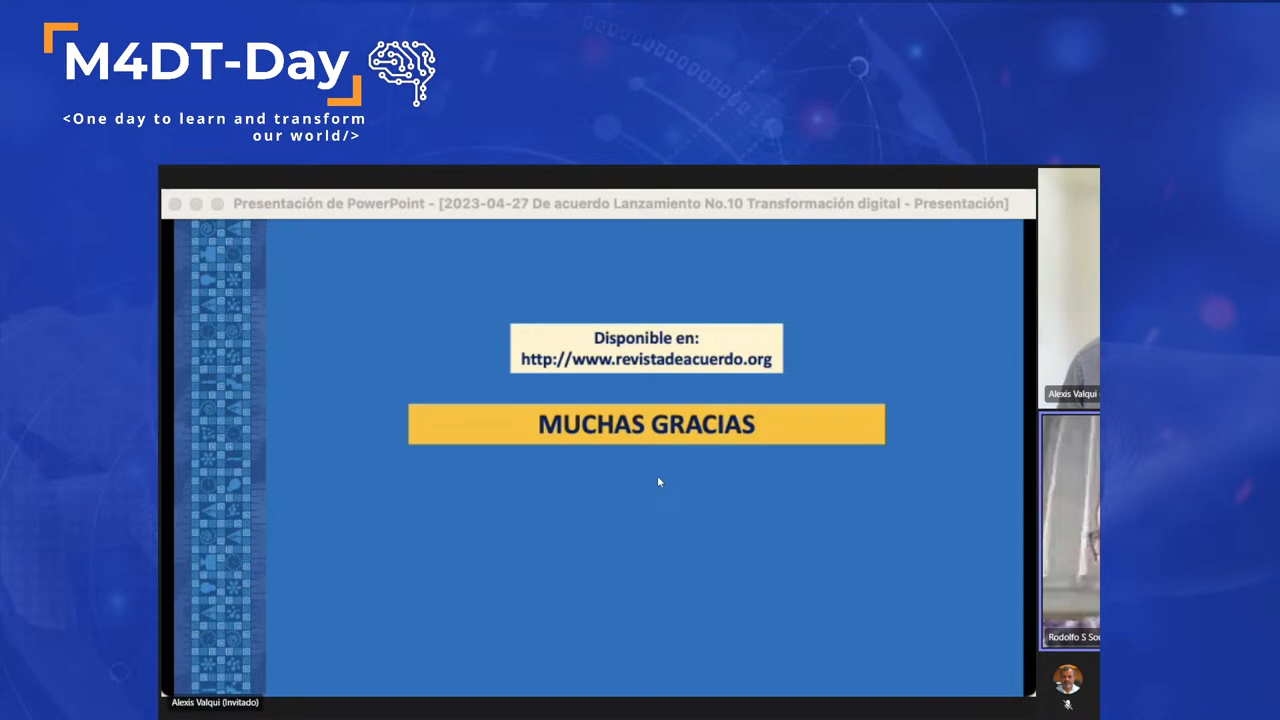 M4DT-Day
<One day to learn and transform
our world/>
Presentación de PowerPoint - [2023-04-27 De acuerdo Lanzamiento No.10 Transformación digital - Presentación]
Disponible en:
http://www.revistadeacuerdo.org
MUCHAS GRACIAS
Alexis Valqui
Rodolfo S
Alexis Valqui (Invitado)